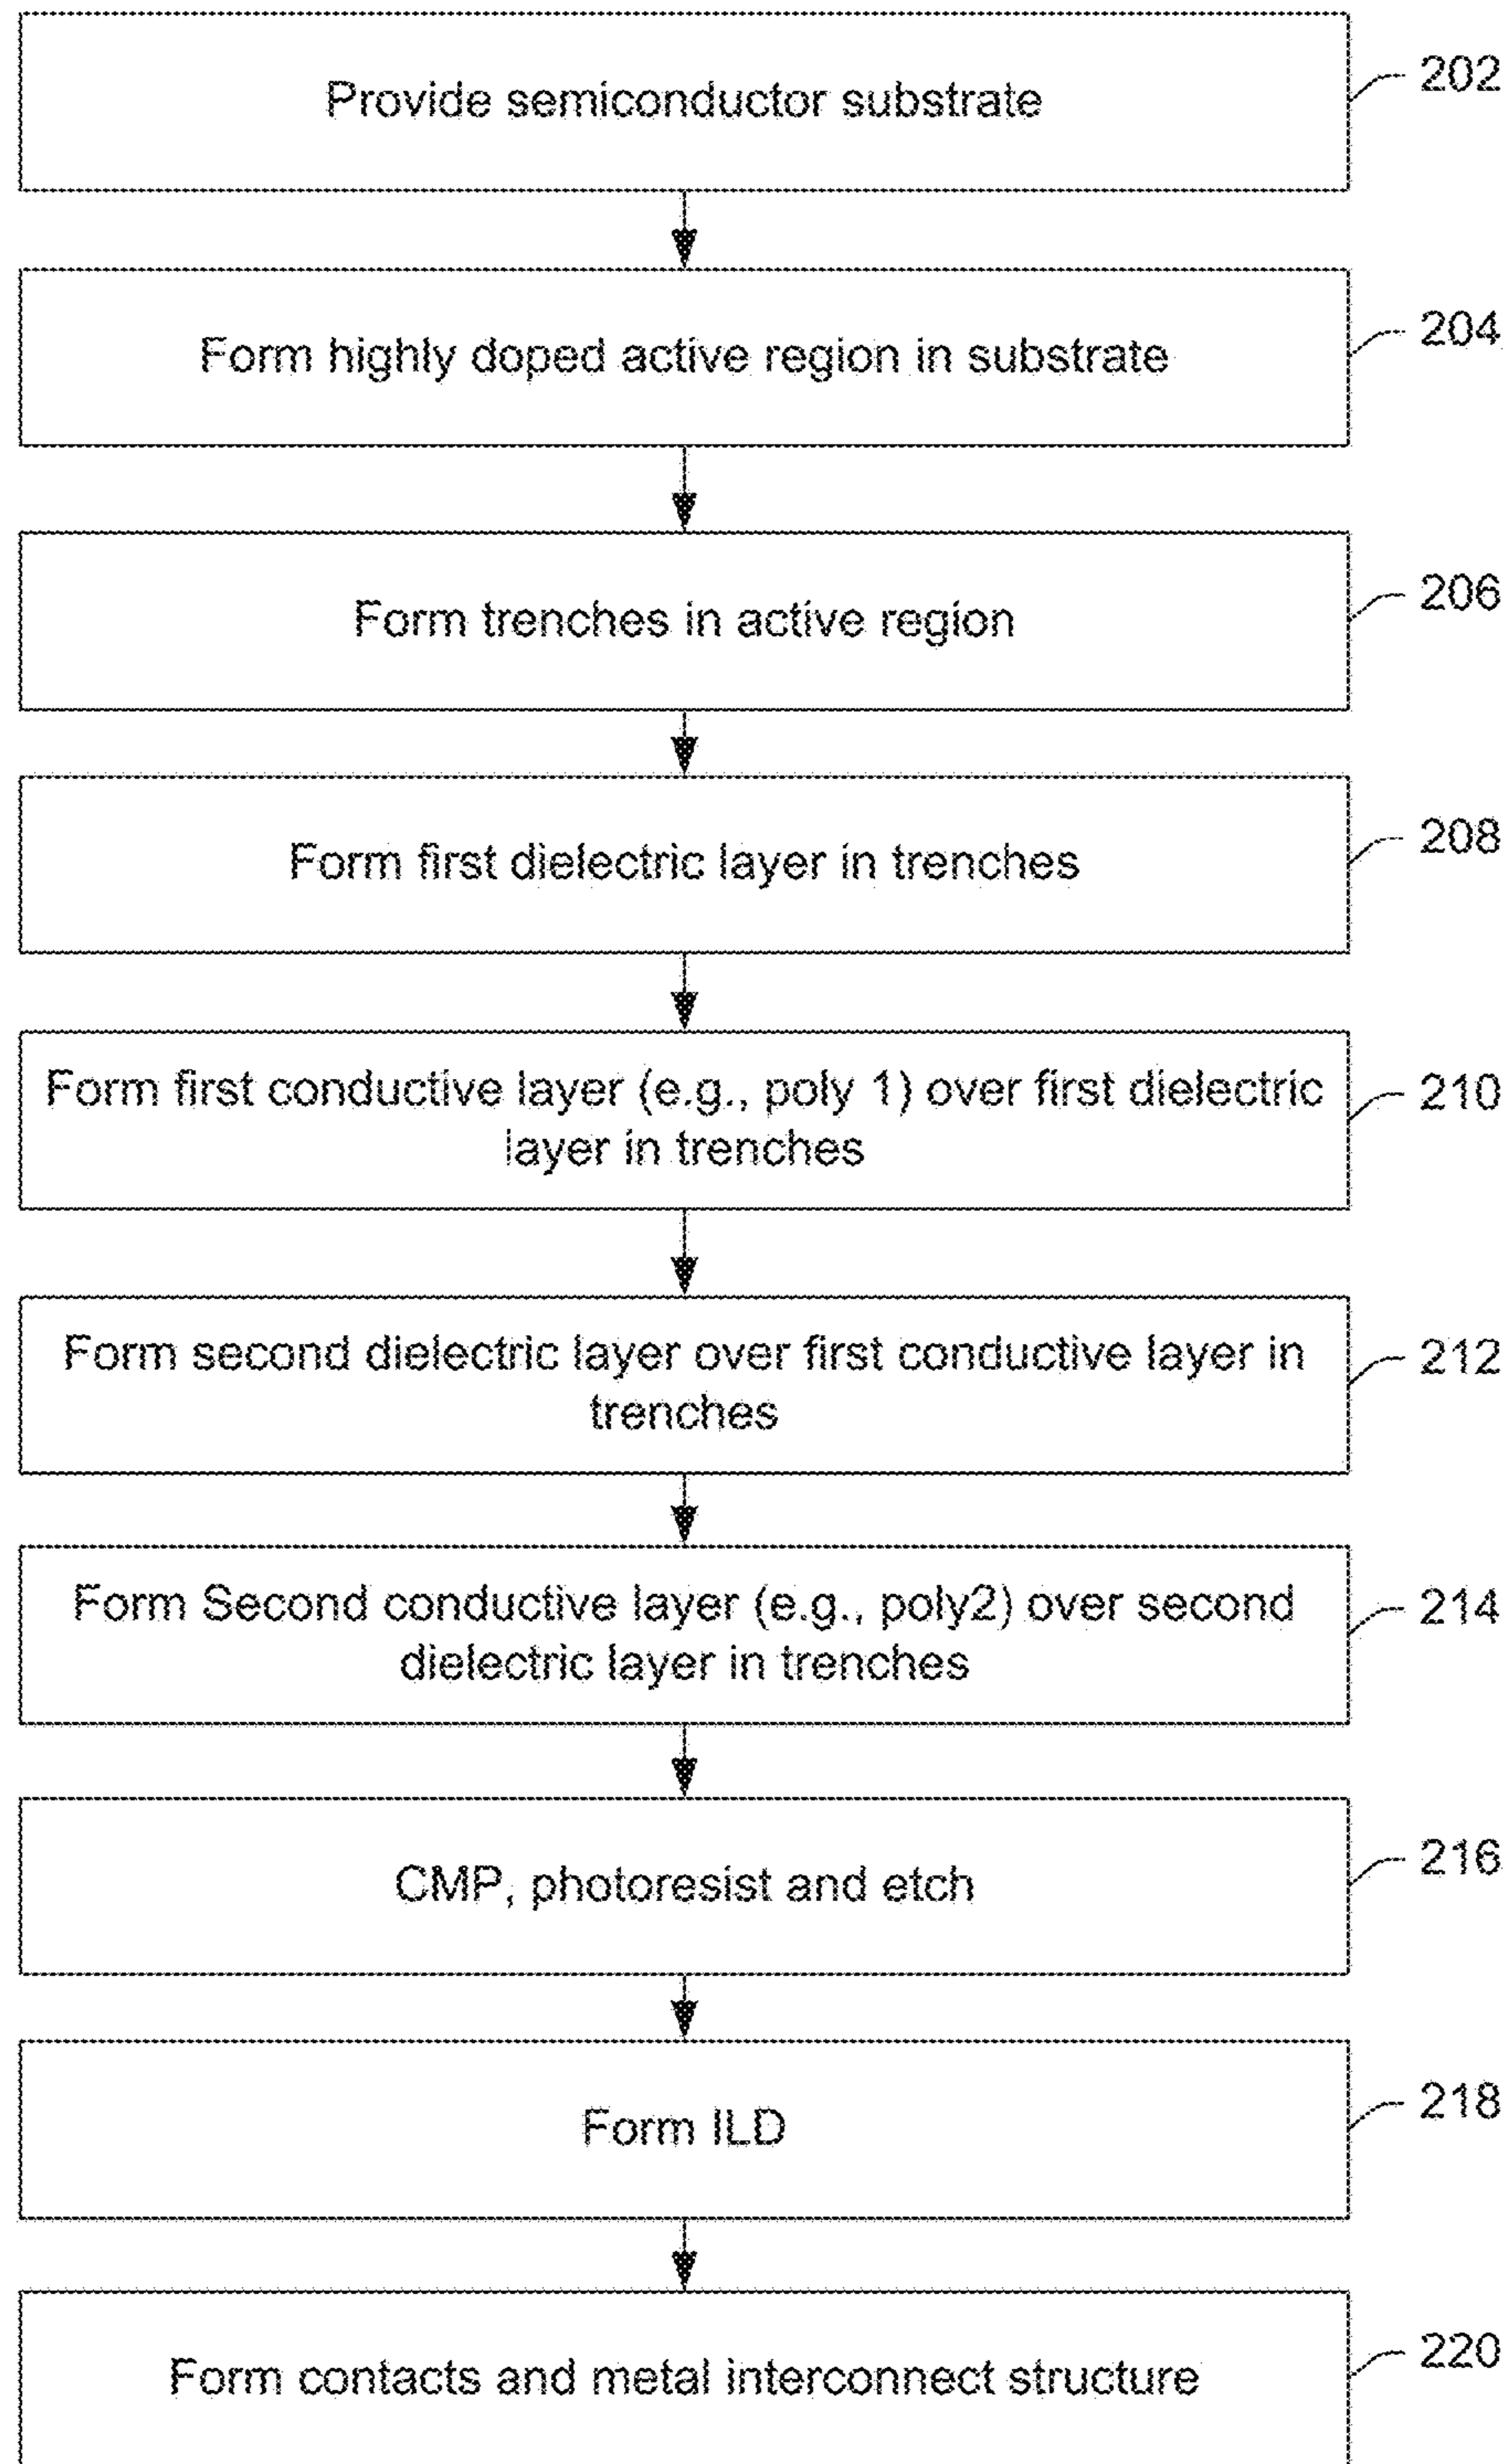 Provide semiconductor substrate
202
Form highly doped active region in substrate
204
Form trenches in active region
206
Form first dielectric layer in trenches
208
Form first conductive layer (e.g., poly 1) over first dielectric
layer in trenches
210
Form second dielectric layer over first conductive layer in
trenches
212
Form Second conductive layer (e.g., poly2) over second
dielectric layer in trenches
214
CMP, photoresist and etch
216
Form ILD
218
Form contacts and metal interconnect structure
220